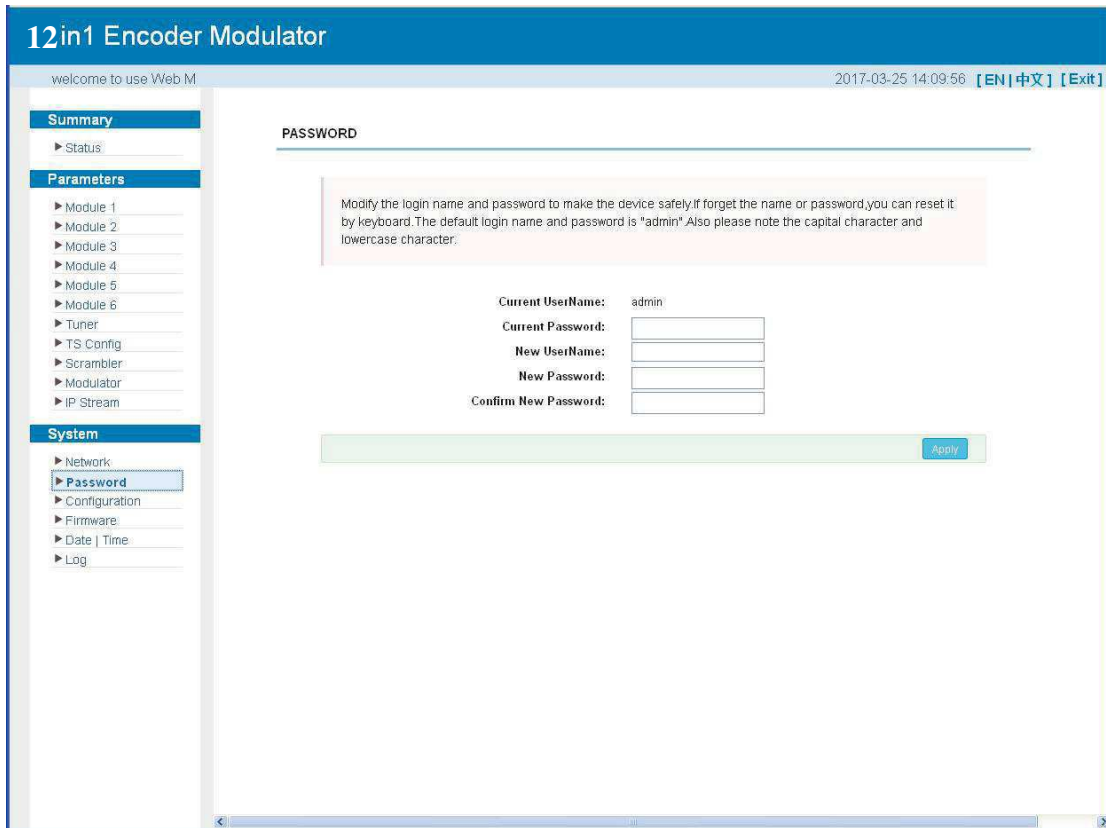 12in1 Encoder Modulator
welcome to use Web M
2017-03-25 14:09:56 [ EN | 中文 ] [ Exit ]
Summary
Status
Parameters
Module 1
Module 2
Module 3
Module 4
Module 5
Module 6
Tuner
TS Config
Scrambler
Modulator
IP Stream
System
Network
Password
Configuration
Firmware
Date | Time
Log
PASSWORD
Modify the login name and password to make the device safely.If forget the name or password,you can reset it
by keyboard.The default login name and password is "admin".Also please note the capital character and
lowercase character.
Current UserName: admin
Current Password:
New UserName:
New Password:
Confirm New Password:
Apply